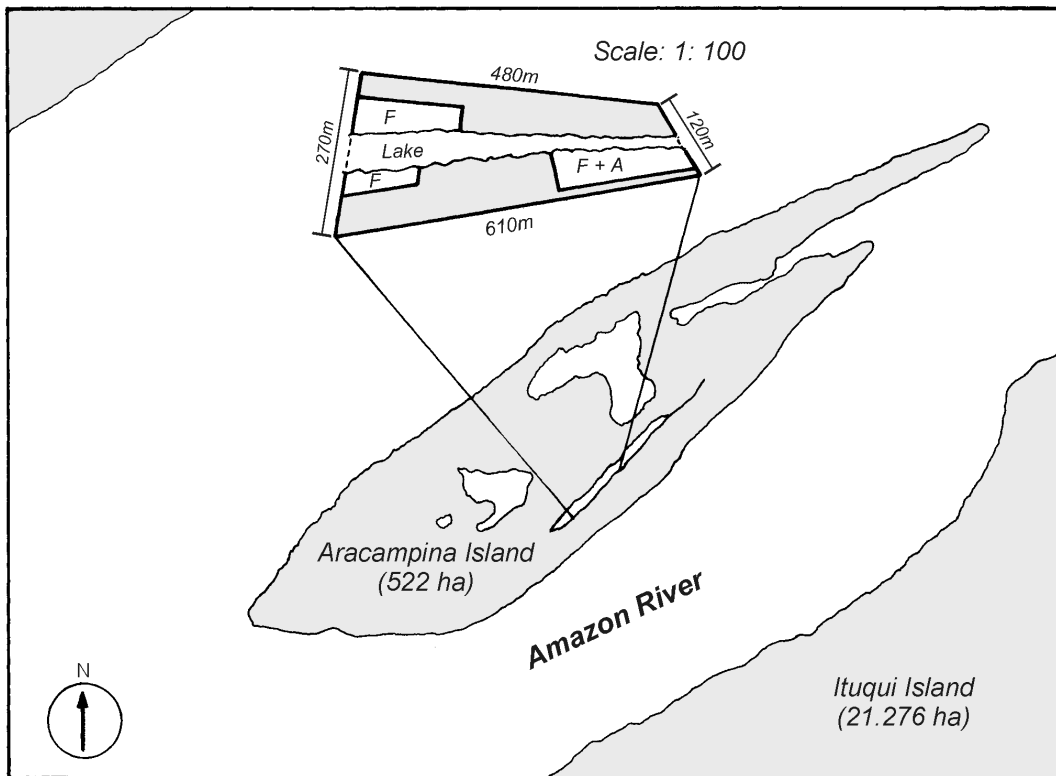 Scale: 1: 100
480m
120m
270m
F
Lake
F
F + A
610m
Aracampina Island
(522 ha)
Amazon River
Ituqui Island
(21.276 ha)
N